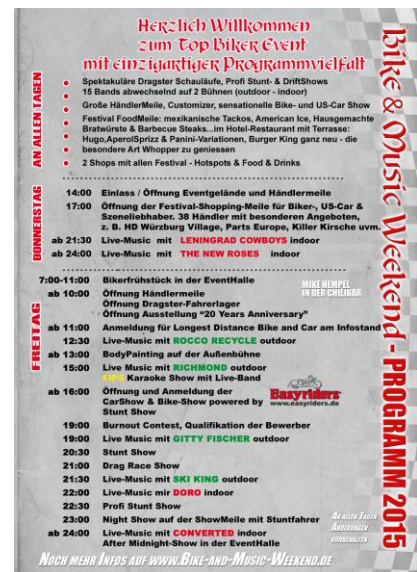 Herzlich Willkommen
zum Top Biker Event
mit einzigartiger Programmvielfalt
AN ALLEN TAGEN
Spektakuläre Dragster Schauläufe, Profi Stunt- & DriftShows
15 Bands abwechselnd auf 2 Bühnen (outdoor - indoor)
Große HändlerMeile, Customizer, sensationelle Bike- und US-Car Show
Festival FoodMeile: mexikanische Tackos, American Ice, Hausgemachte
Bratwürste & Barbecue Steaks...im Hotel-Restaurant mit Terrasse:
Hugo,AperolSprizz & Panini-Variationen, Burger King ganz neu - die
besondere Art Whopper zu geniessen
2 Shops mit allen Festival - Hotspots & Food & Drinks
DONNERSTAG
14:00 Einlass / Öffnung Eventgelände und Händlermeile
17:00 Öffnung der Festival-Shopping-Meile für Biker-, US-Car &
Szeneliebhaber. 38 Händler mit besonderen Angeboten,
z. B. HD Würzburg Village, Parts Europe, Killer Kirsche uvm.
ab 21:30 Live-Music mit LENINGRAD COWBOYS indoor
ab 24:00 Live-Music mit THE NEW ROSES indoor
FREITAG
7:00-11:00 Bikerfrühstück in der EventHalle
MIKE HEMPEL
IN DER CHILIBAR
ab 10:00 Öffnung Händlermeile
Öffnung Dragster-Fahrerlager
Öffnung Ausstellung "20 Years Anniversary"
ab 11:00 Anmeldung für Longest Distance Bike and Car am Infostand
12:30 Live-Music mit ROCCO RECYCLE outdoor
ab 13:00 BodyPainting auf der Außenbühne
15:00 Live Music mit RICHMOND outdoor
FIPS Karaoke Show mit Live-Band
ab 16:00 Öffnung und Anmeldung der
CarShow & Bike-Show powered by
Stunt Show
Easyriders
www.easyriders.de
19:00 Burnout Contest, Qualifikation der Bewerber
19:00 Live Music mit GITTY FISCHER outdoor
20:30 Stunt Show
21:00 Drag Race Show
21:30 Live-Music mit SKI KING outdoor
22:00 Live-Music mir DORO indoor
22:30 Profi Stunt Show
23:00 Night Show auf der ShowMeile mit Stuntfahrer
ab 24:00 Live-Music mit CONVERTED indoor
After Midnight-Show in der EventHalle
AN ALLEN TAGEN
ÄNDERUNGEN
VORBEHALTEN
NOCH MEHR INFOS AUF WWW.BIKE-AND-MUSIC-WEEKEND.DE
Bike & Music Weekend - PROGRAMM 2015